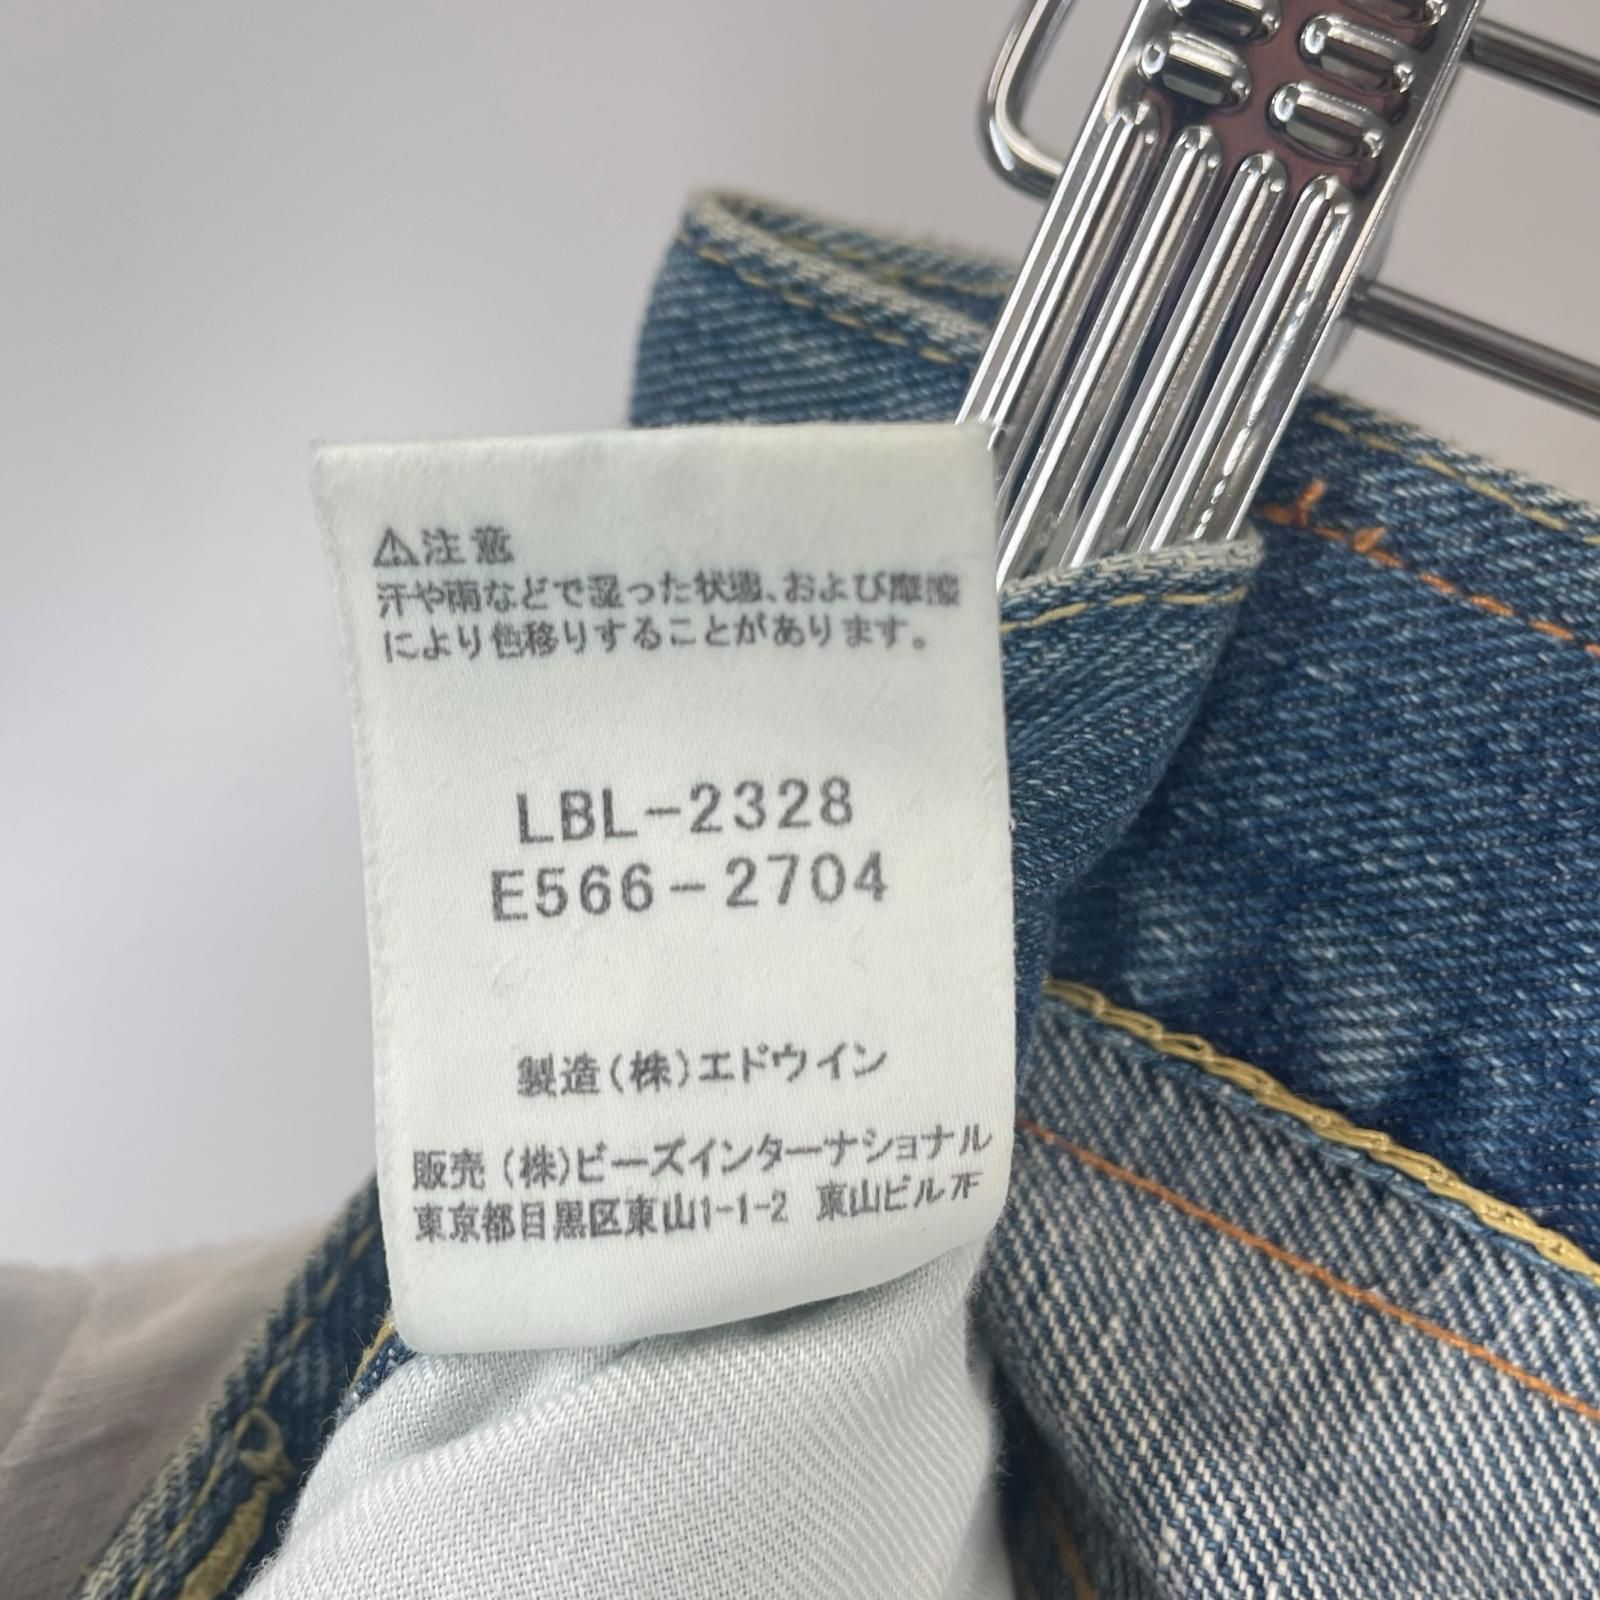 ⚠注意
汗や雨などで湿った状態、および摩擦
により色移りすることがあります。
LBL-2328
E566-2704
製造(株)エドウイン
販売 (株)ビーズインターナショナル
東京都目黒区東山1-1-2 東山ビル7F